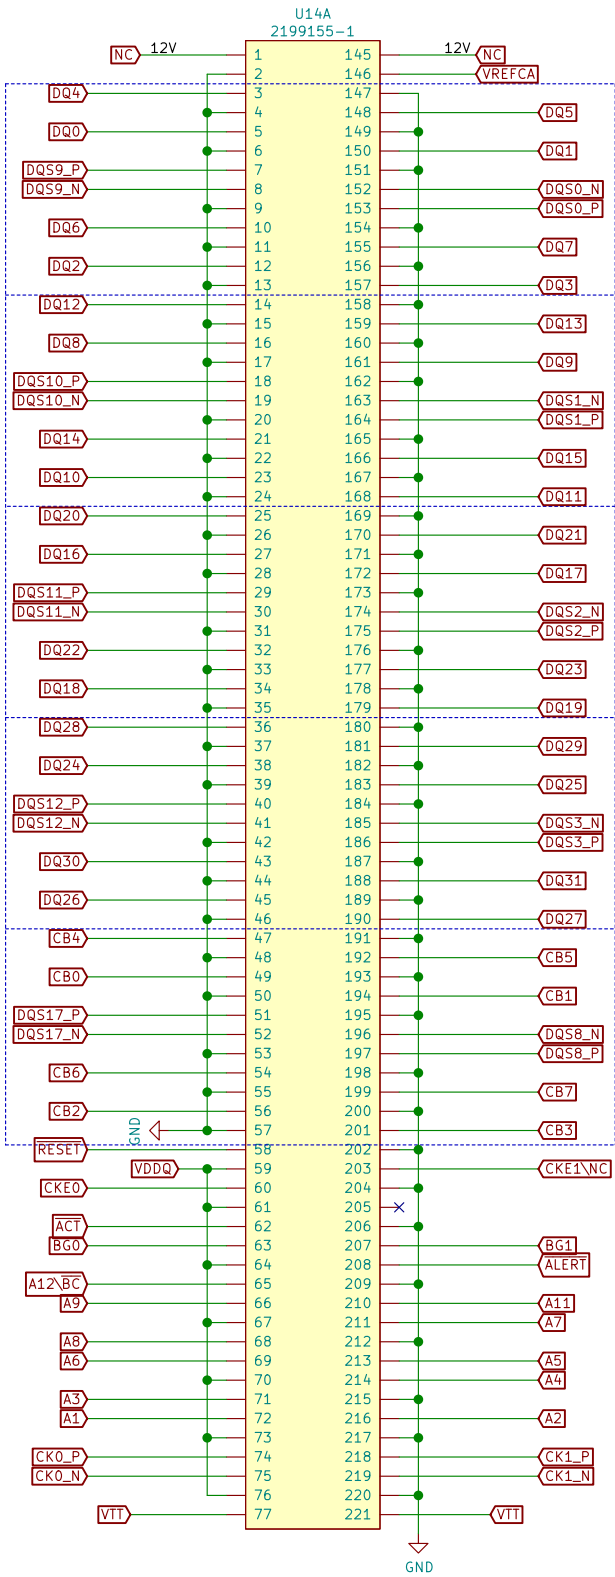 U14A
2199155-1
NC 12V 1 145 12V NC
2 146 VREFCA
DQ4 3 147
4 148 DQ5
DQ0 5 149
6 150 DQ1
DQS9_P 7 151
DQS9_N 8 152 DQS0_N
9 153 DQS0_P
DQ6 10 154
11 155 DQ7
DQ2 12 156
13 157 DQ3
DQ12 14 158
15 159 DQ13
DQ8 16 160
17 161 DQ9
DQS10_P 18 162
DQS10_N 19 163 DQS1_N
20 164 DQS1_P
DQ14 21 165
22 166 DQ15
DQ10 23 167
24 168 DQ11
DQ20 25 169
26 170 DQ21
DQ16 27 171
28 172 DQ17
DQS11_P 29 173
DQS11_N 30 174 DQS2_N
31 175 DQS2_P
DQ22 32 176
33 177 DQ23
DQ18 34 178
35 179 DQ19
DQ28 36 180
37 181 DQ29
DQ24 38 182
39 183 DQ25
DQS12_P 40 184
DQS12_N 41 185 DQS3_N
42 186 DQS3_P
DQ30 43 187
44 188 DQ31
DQ26 45 189
46 190 DQ27
CB4 47 191
48 192 CB5
CB0 49 193
50 194 CB1
DQS17_P 51 195
DQS17_N 52 196 DQS8_N
53 197 DQS8_P
CB6 54 198
55 199 CB7
CB2 56 200
GND 57 201 CB3
RESET 58 202
VDDQ 59 203 CKE1\NC
CKE0 60 204
61 205
ACT 62 206
BG0 63 207 BG1
64 208 ALERT
A12\BC 65 209
A9 66 210 A11
67 211 A7
A8 68 212
A6 69 213 A5
70 214 A4
A3 71 215
A1 72 216 A2
73 217
CK0_P 74 218 CK1_P
CK0_N 75 219 CK1_N
76 220
VTT 77 221 VTT
GND